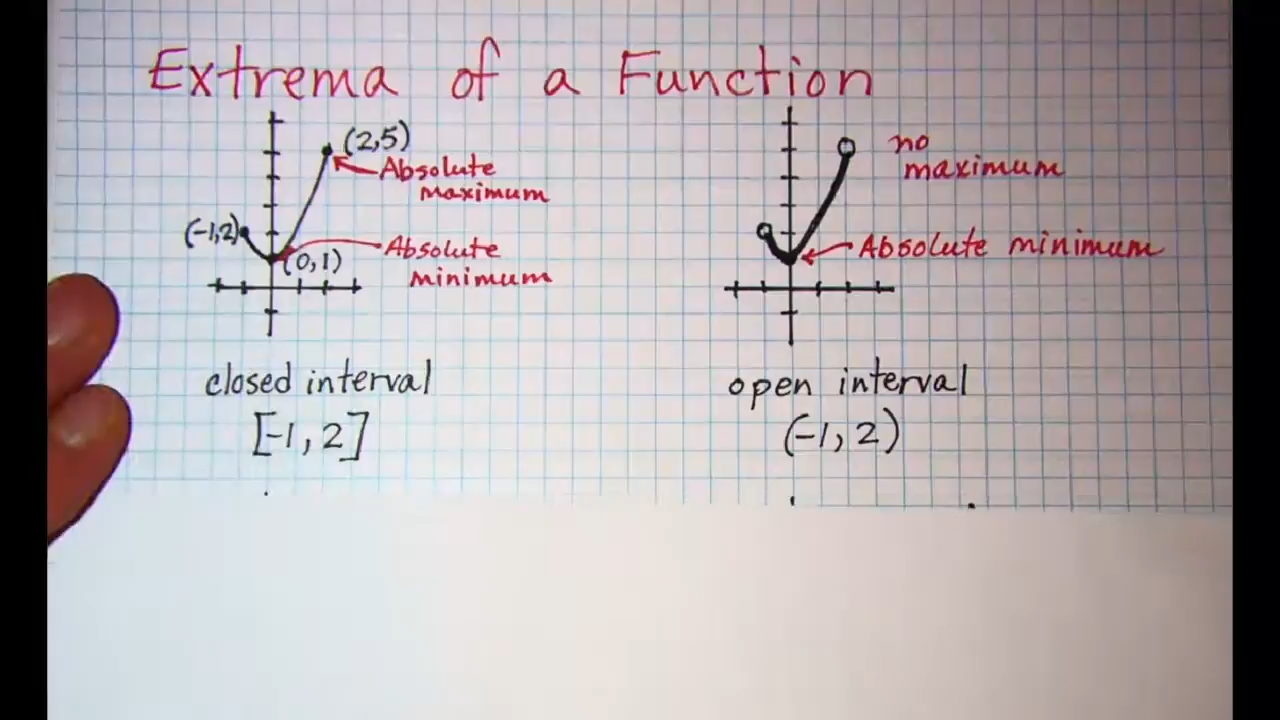 Extrema of a Function
(2,5)
Absolute
maximum
(-1,2)
Absolute
minimum
(0,1)
closed interval
[-1, 2]
no
maximum
Absolute minimum
open interval
(-1, 2)